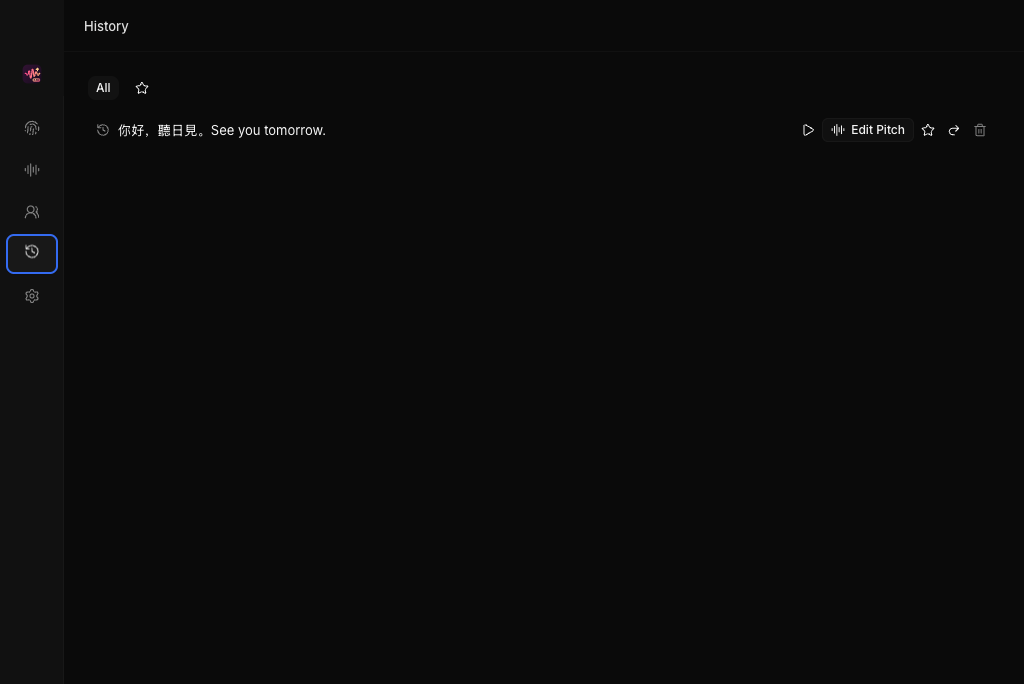 History
All
你好，聽日見。See you tomorrow.
Edit Pitch